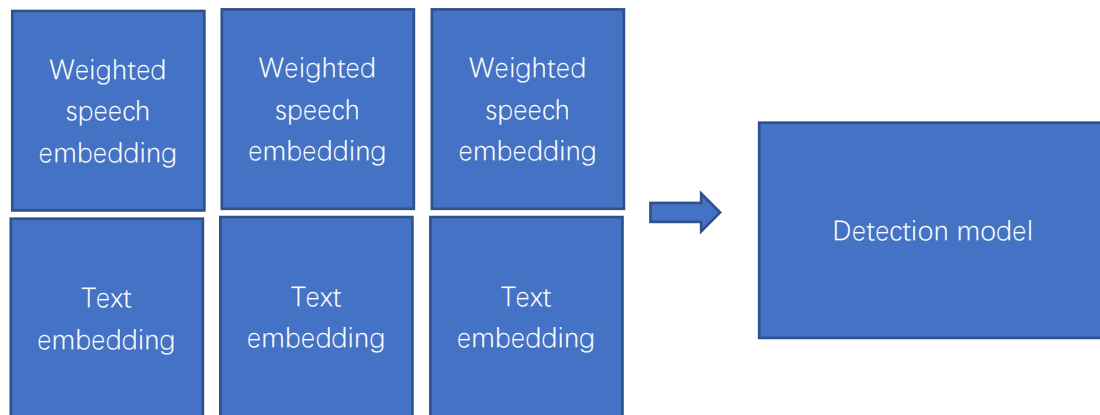 Weighted
speech
embedding
Weighted
speech
embedding
Weighted
speech
embedding
Text
embedding
Text
embedding
Text
embedding
Detection model